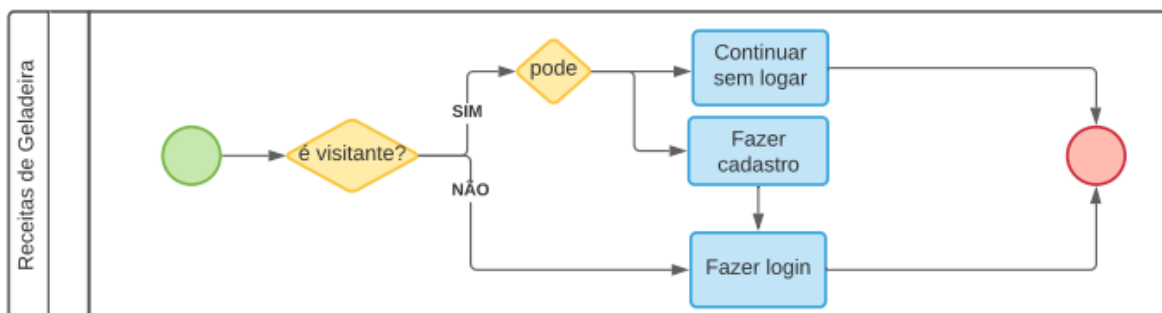 Receitas de Geladeira
é visitante?
SIM
NÃO
pode
Continuar
sem logar
Fazer
cadastro
Fazer login